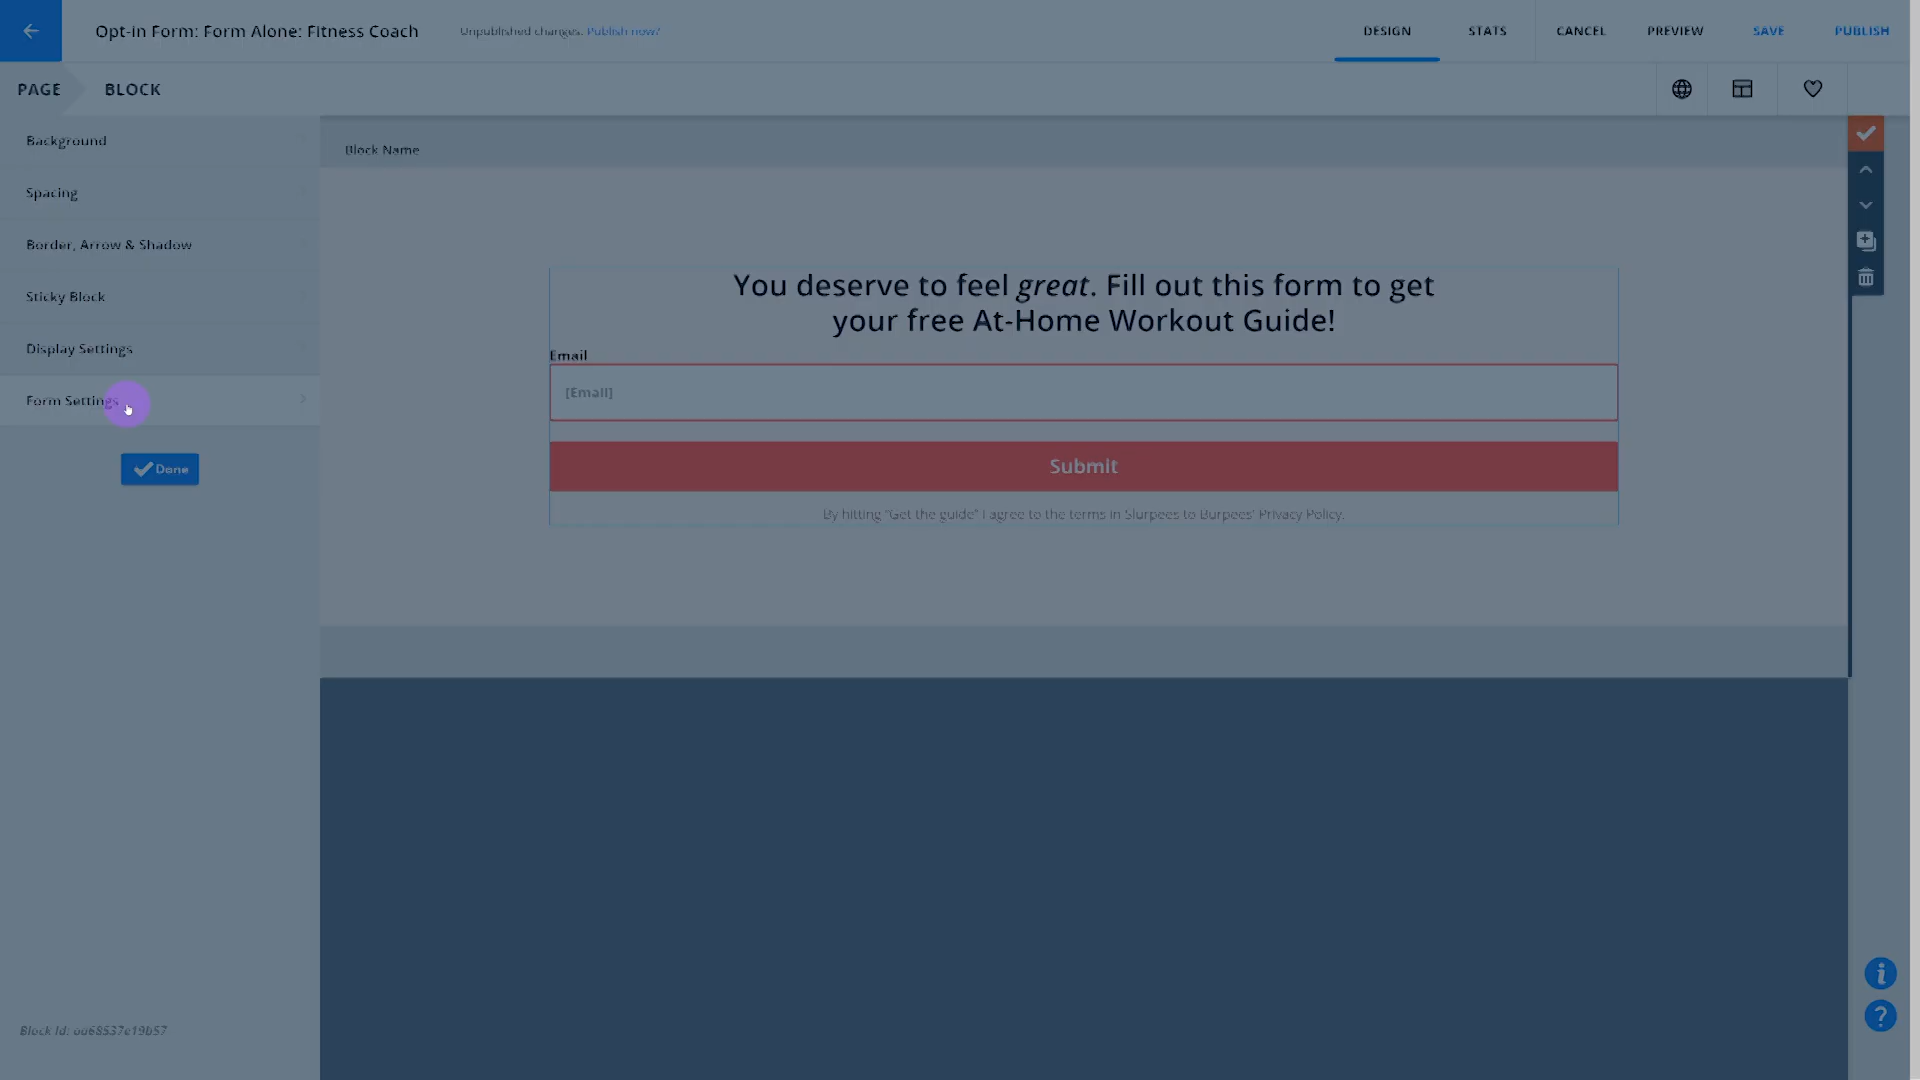 Opt-in Form: Form Alone: Fitness Coach
Unpublished changes. Publish now?
DESIGN
STATS
CANCEL
PREVIEW
SAVE
PUBLISH
PAGE
BLOCK
Background
Spacing
Border, Arrow & Shadow
Sticky Block
Display Settings
Form Settings
Done
Block Name
You deserve to feel great. Fill out this form to get
your free At-Home Workout Guide!
Email
[Email]
Submit
By hitting "Get the guide" I agree to the terms in Slurpees to Burpees' Privacy Policy.
Block Id: oo68537e19b57